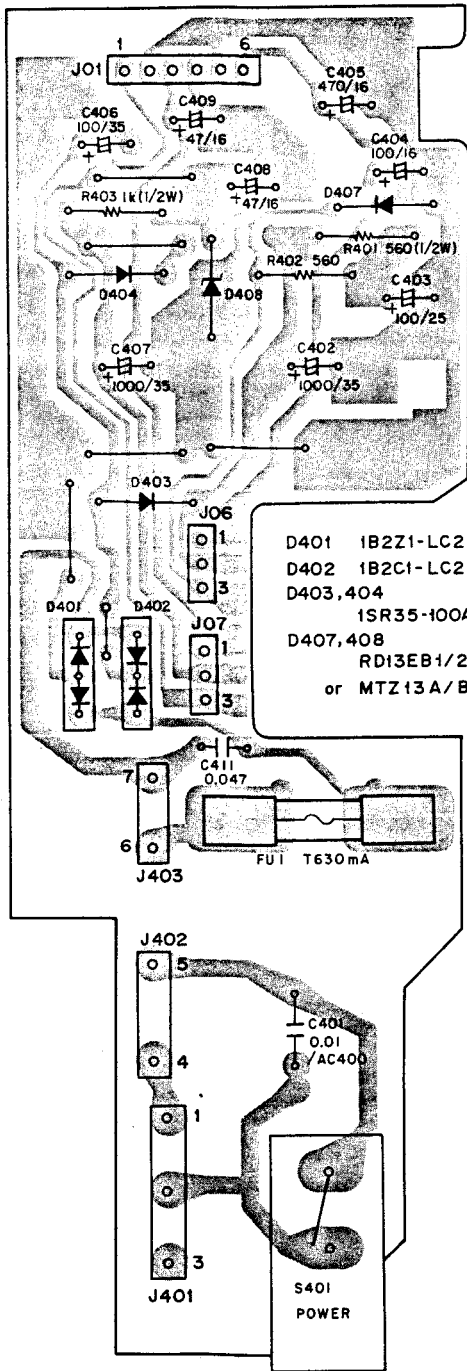 1 6
J01
C405
470/16
C409
47/16
C406
100/35
C404
100/16
C408
47/16
R403 1k(1/2W)
D407
R401 560(1/2W)
R402 560
D404
D408
C403
100/25
C407
1000/35
C402
1000/35
D403
J06
1
3
D401 1B2Z1-LC2
D402 1B2C1-LC2
D403,404
1SR35-100A
D407,408
RD13EB1/2
or MTZ13A/B
D401
D402
J07
1
3
C411
0,047
7
6
J403
FU1 T630mA
J402
5
4
C401
0.01
/AC400
1
3
J401
S401
POWER